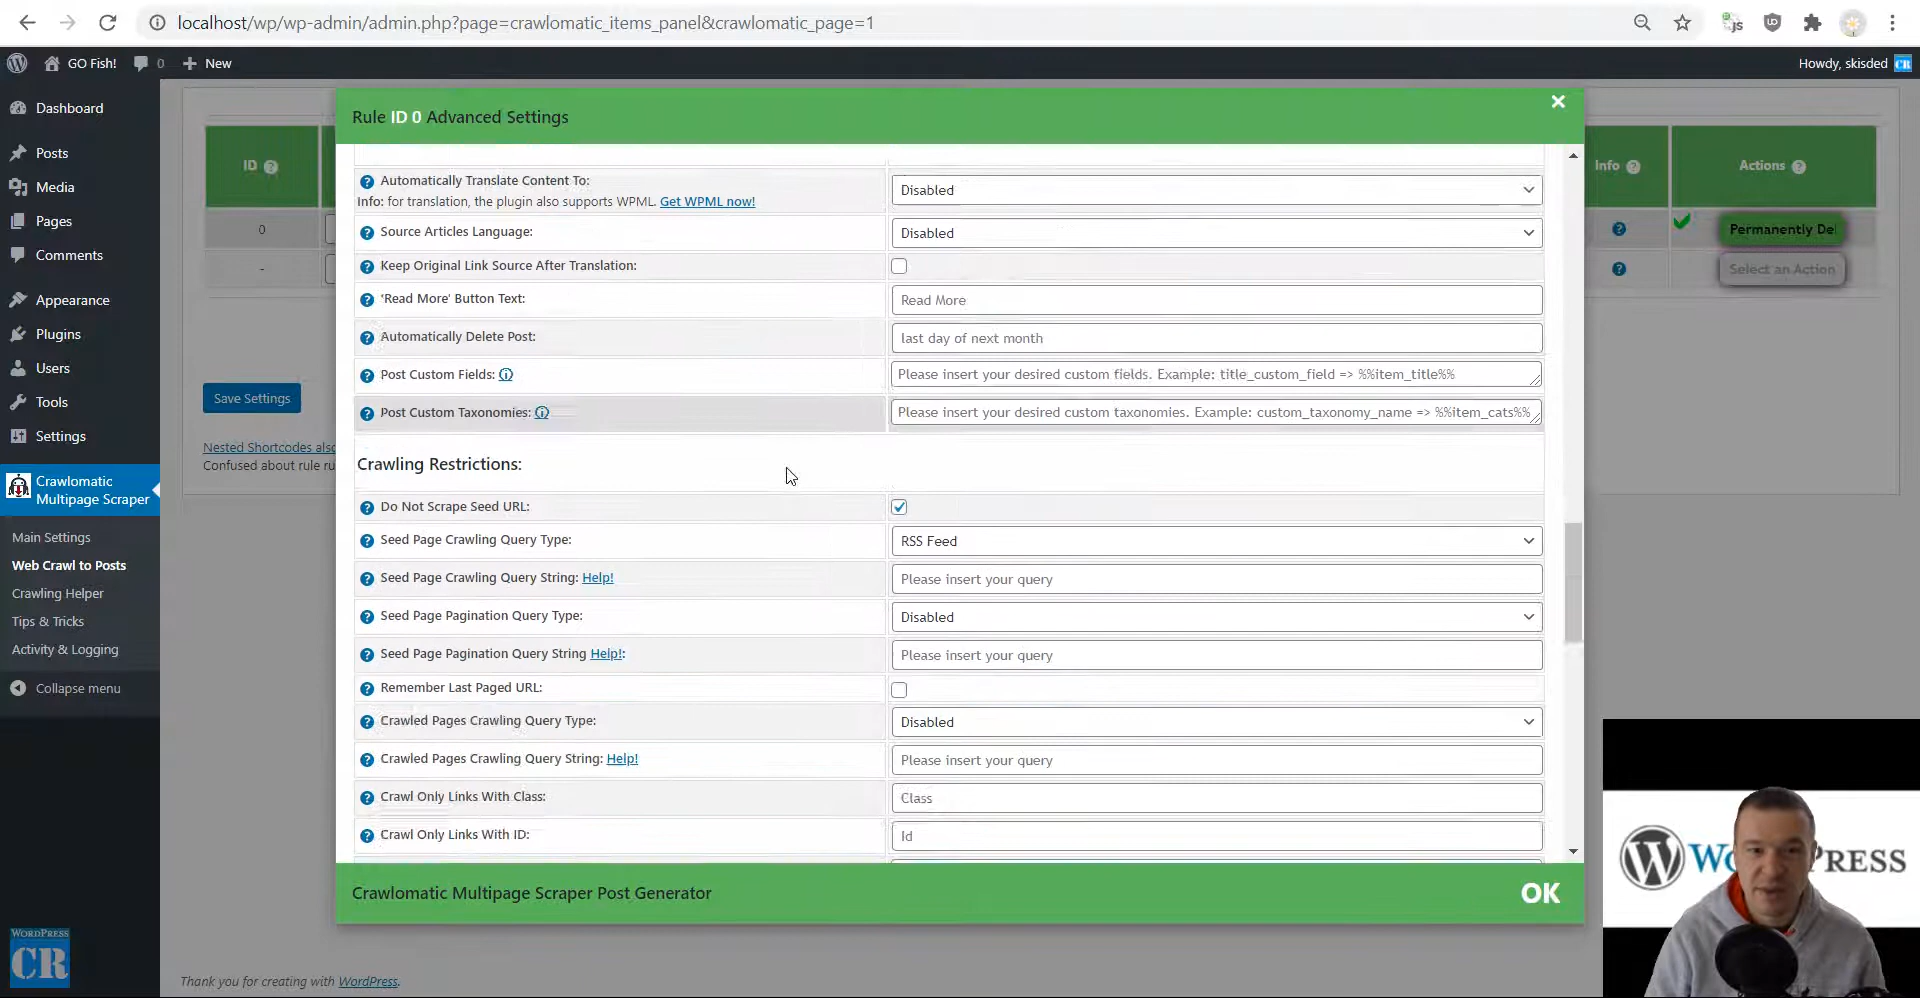 localhost/wp/wp-admin/admin.php?page=crawlomatic_items_panel&crawlomatic_page=1
GO Fish! 0 New Howdy, skisded CR
Dashboard
Posts
Media
Pages
Comments
Appearance
Plugins
Users
Tools
Settings
Crawlomatic
Multipage Scraper
Main Settings
Web Crawl to Posts
Crawling Helper
Tips & Tricks
Activity & Logging
Collapse menu
WORDPRESS
CR
ID
0
-
Save Settings
Nested Shortcodes also
Confused about rule ru
Info Actions
Permanently Del
Select an Action
Rule ID 0 Advanced Settings
Automatically Translate Content To: Disabled
Info: for translation, the plugin also supports WPML. Get WPML now!
Source Articles Language: Disabled
Keep Original Link Source After Translation:
'Read More' Button Text: Read More
Automatically Delete Post: last day of next month
Post Custom Fields: Please insert your desired custom fields. Example: title_custom_field => %%item_title%%
Post Custom Taxonomies: Please insert your desired custom taxonomies. Example: custom_taxonomy_name => %%item_cats%%
Crawling Restrictions:
Do Not Scrape Seed URL:
Seed Page Crawling Query Type: RSS Feed
Seed Page Crawling Query String: Help! Please insert your query
Seed Page Pagination Query Type: Disabled
Seed Page Pagination Query String Help!: Please insert your query
Remember Last Paged URL:
Crawled Pages Crawling Query Type: Disabled
Crawled Pages Crawling Query String: Help! Please insert your query
Crawl Only Links With Class: Class
Crawl Only Links With ID: Id
Crawlomatic Multipage Scraper Post Generator OK
Thank you for creating with WordPress.